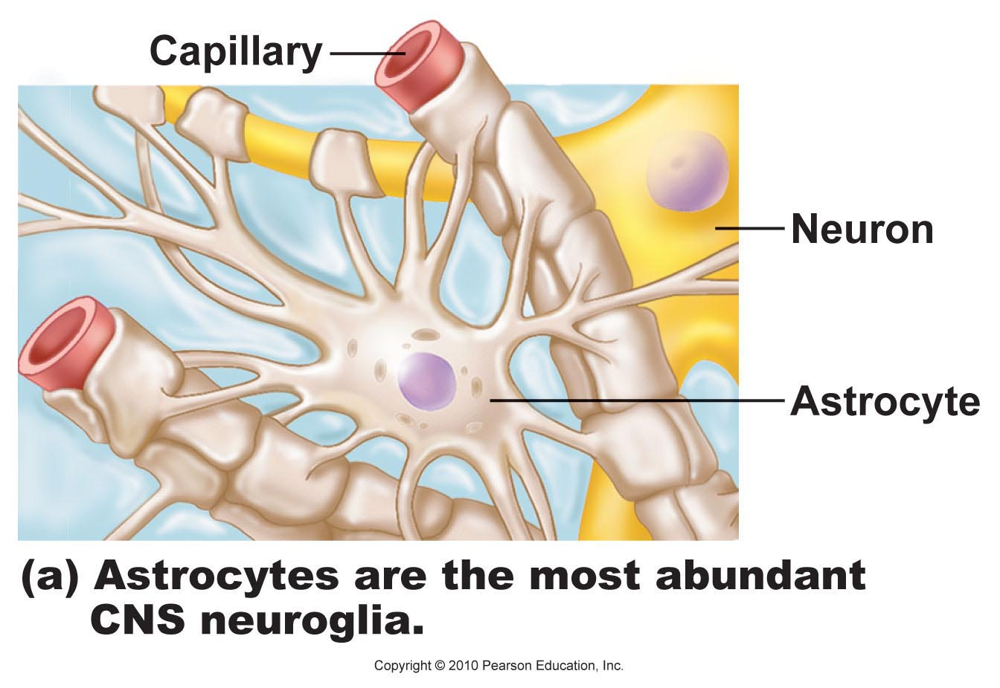 Capillary
Neuron
Astrocyte
(a) Astrocytes are the most abundant
CNS neuroglia.
Copyright © 2010 Pearson Education, Inc.